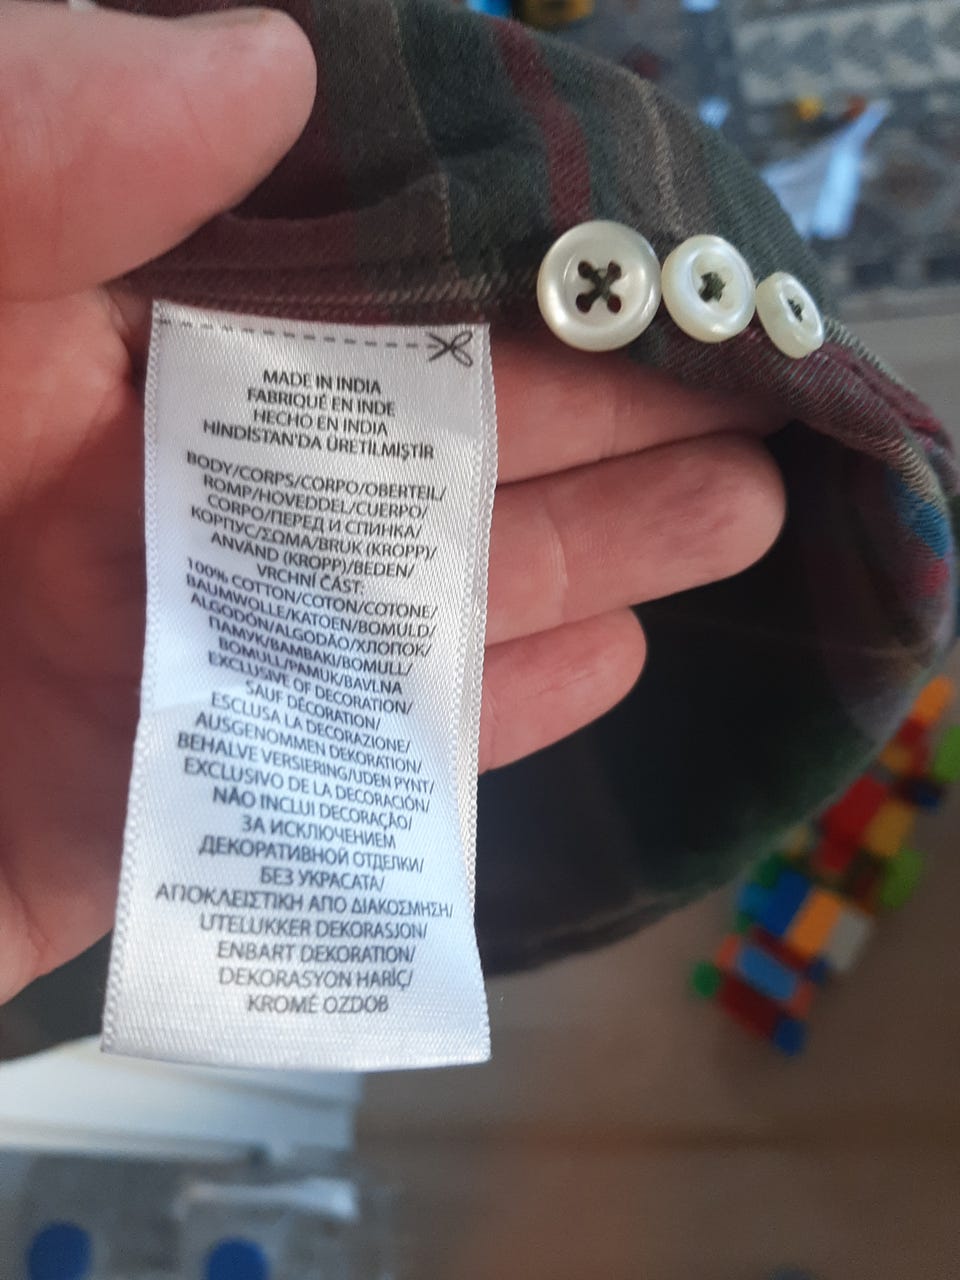 MADE IN INDIA
FABRIQUÉ EN INDE
HECHO EN INDIA
HİNDİSTAN'DA ÜRETİLMİŞTİR
BODY/CORPS/CORPO/OBERTEIL/
ROMP/HOVEDDEL/CUERPO/
CORPO/ПЕРЕД И СПИНКА/
КОРПУС/ΣΩΜΑ/BRUK (KROPP)/
ANVÄND (KROPP)/BEDEN/
VRCHNÍ ČÁST:
100% COTTON/COTON/COTONE/
BAUMWOLLE/KATOEN/BOMULD/
ALGODÓN/ALGODÃO/ХЛОПОК/
ПАМУК/ΒΑΜΒΑΚΙ/BOMULL/
BOMULL/PAMUK/BAVLNA
EXCLUSIVE OF DECORATION/
SAUF DÉCORATION/
ESCLUSA LA DECORAZIONE/
AUSGENOMMEN DEKORATION/
BEHALVE VERSIERING/UDEN PYNT/
EXCLUSIVO DE LA DECORACIÓN/
NÃO INCLUI DECORAÇÃO/
ЗА ИСКЛЮЧЕНИЕМ
ДЕКОРАТИВНОЙ ОТДЕЛКИ/
БЕЗ УКРАСАТА/
ΑΠΟΚΛΕΙΣΤΙΚΗ ΑΠΟ ΔΙΑΚΟΣΜΗΣΗ/
UTELUKKER DEKORASJON/
ENBART DEKORATION/
DEKORASYON HARİÇ/
KROMĚ OZDOB